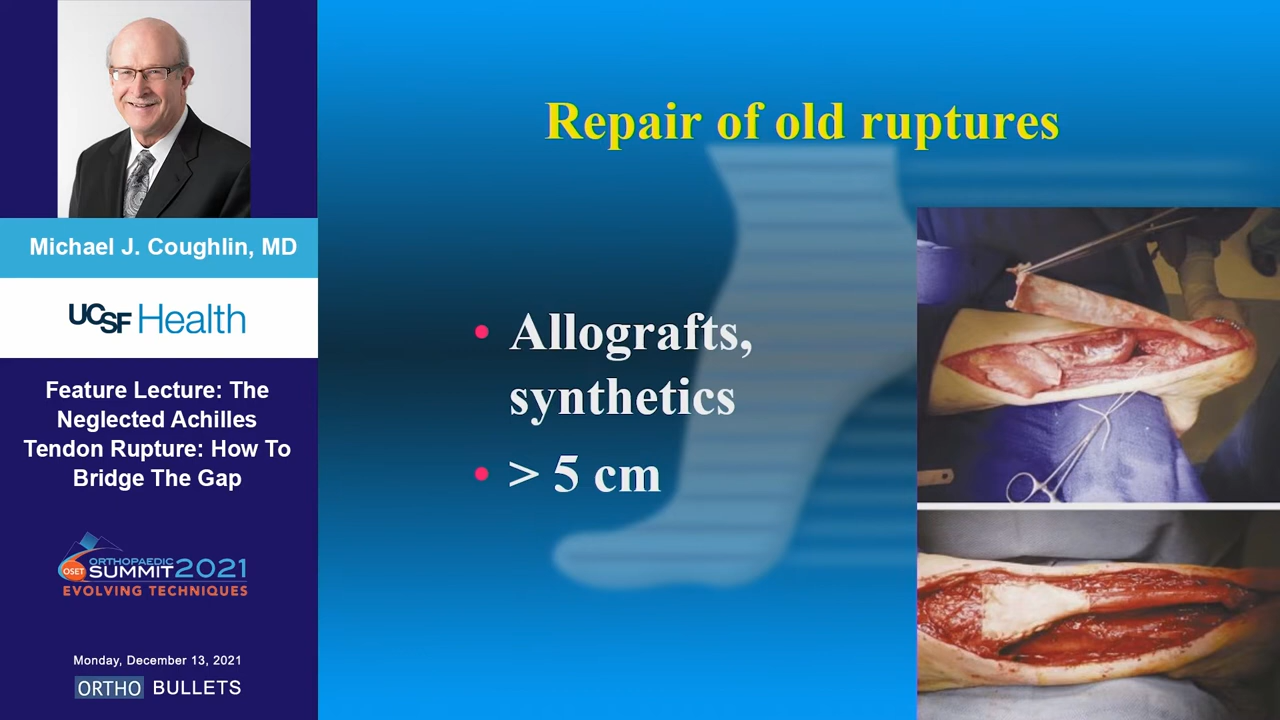 Michael J. Coughlin, MD
UCSF Health
Feature Lecture: The
Neglected Achilles
Tendon Rupture: How To
Bridge The Gap
ORTHOPAEDIC
OSET SUMMIT 2021
EVOLVING TECHNIQUES
Monday, December 13, 2021
ORTHO BULLETS
Repair of old ruptures
• Allografts,
synthetics
• > 5 cm